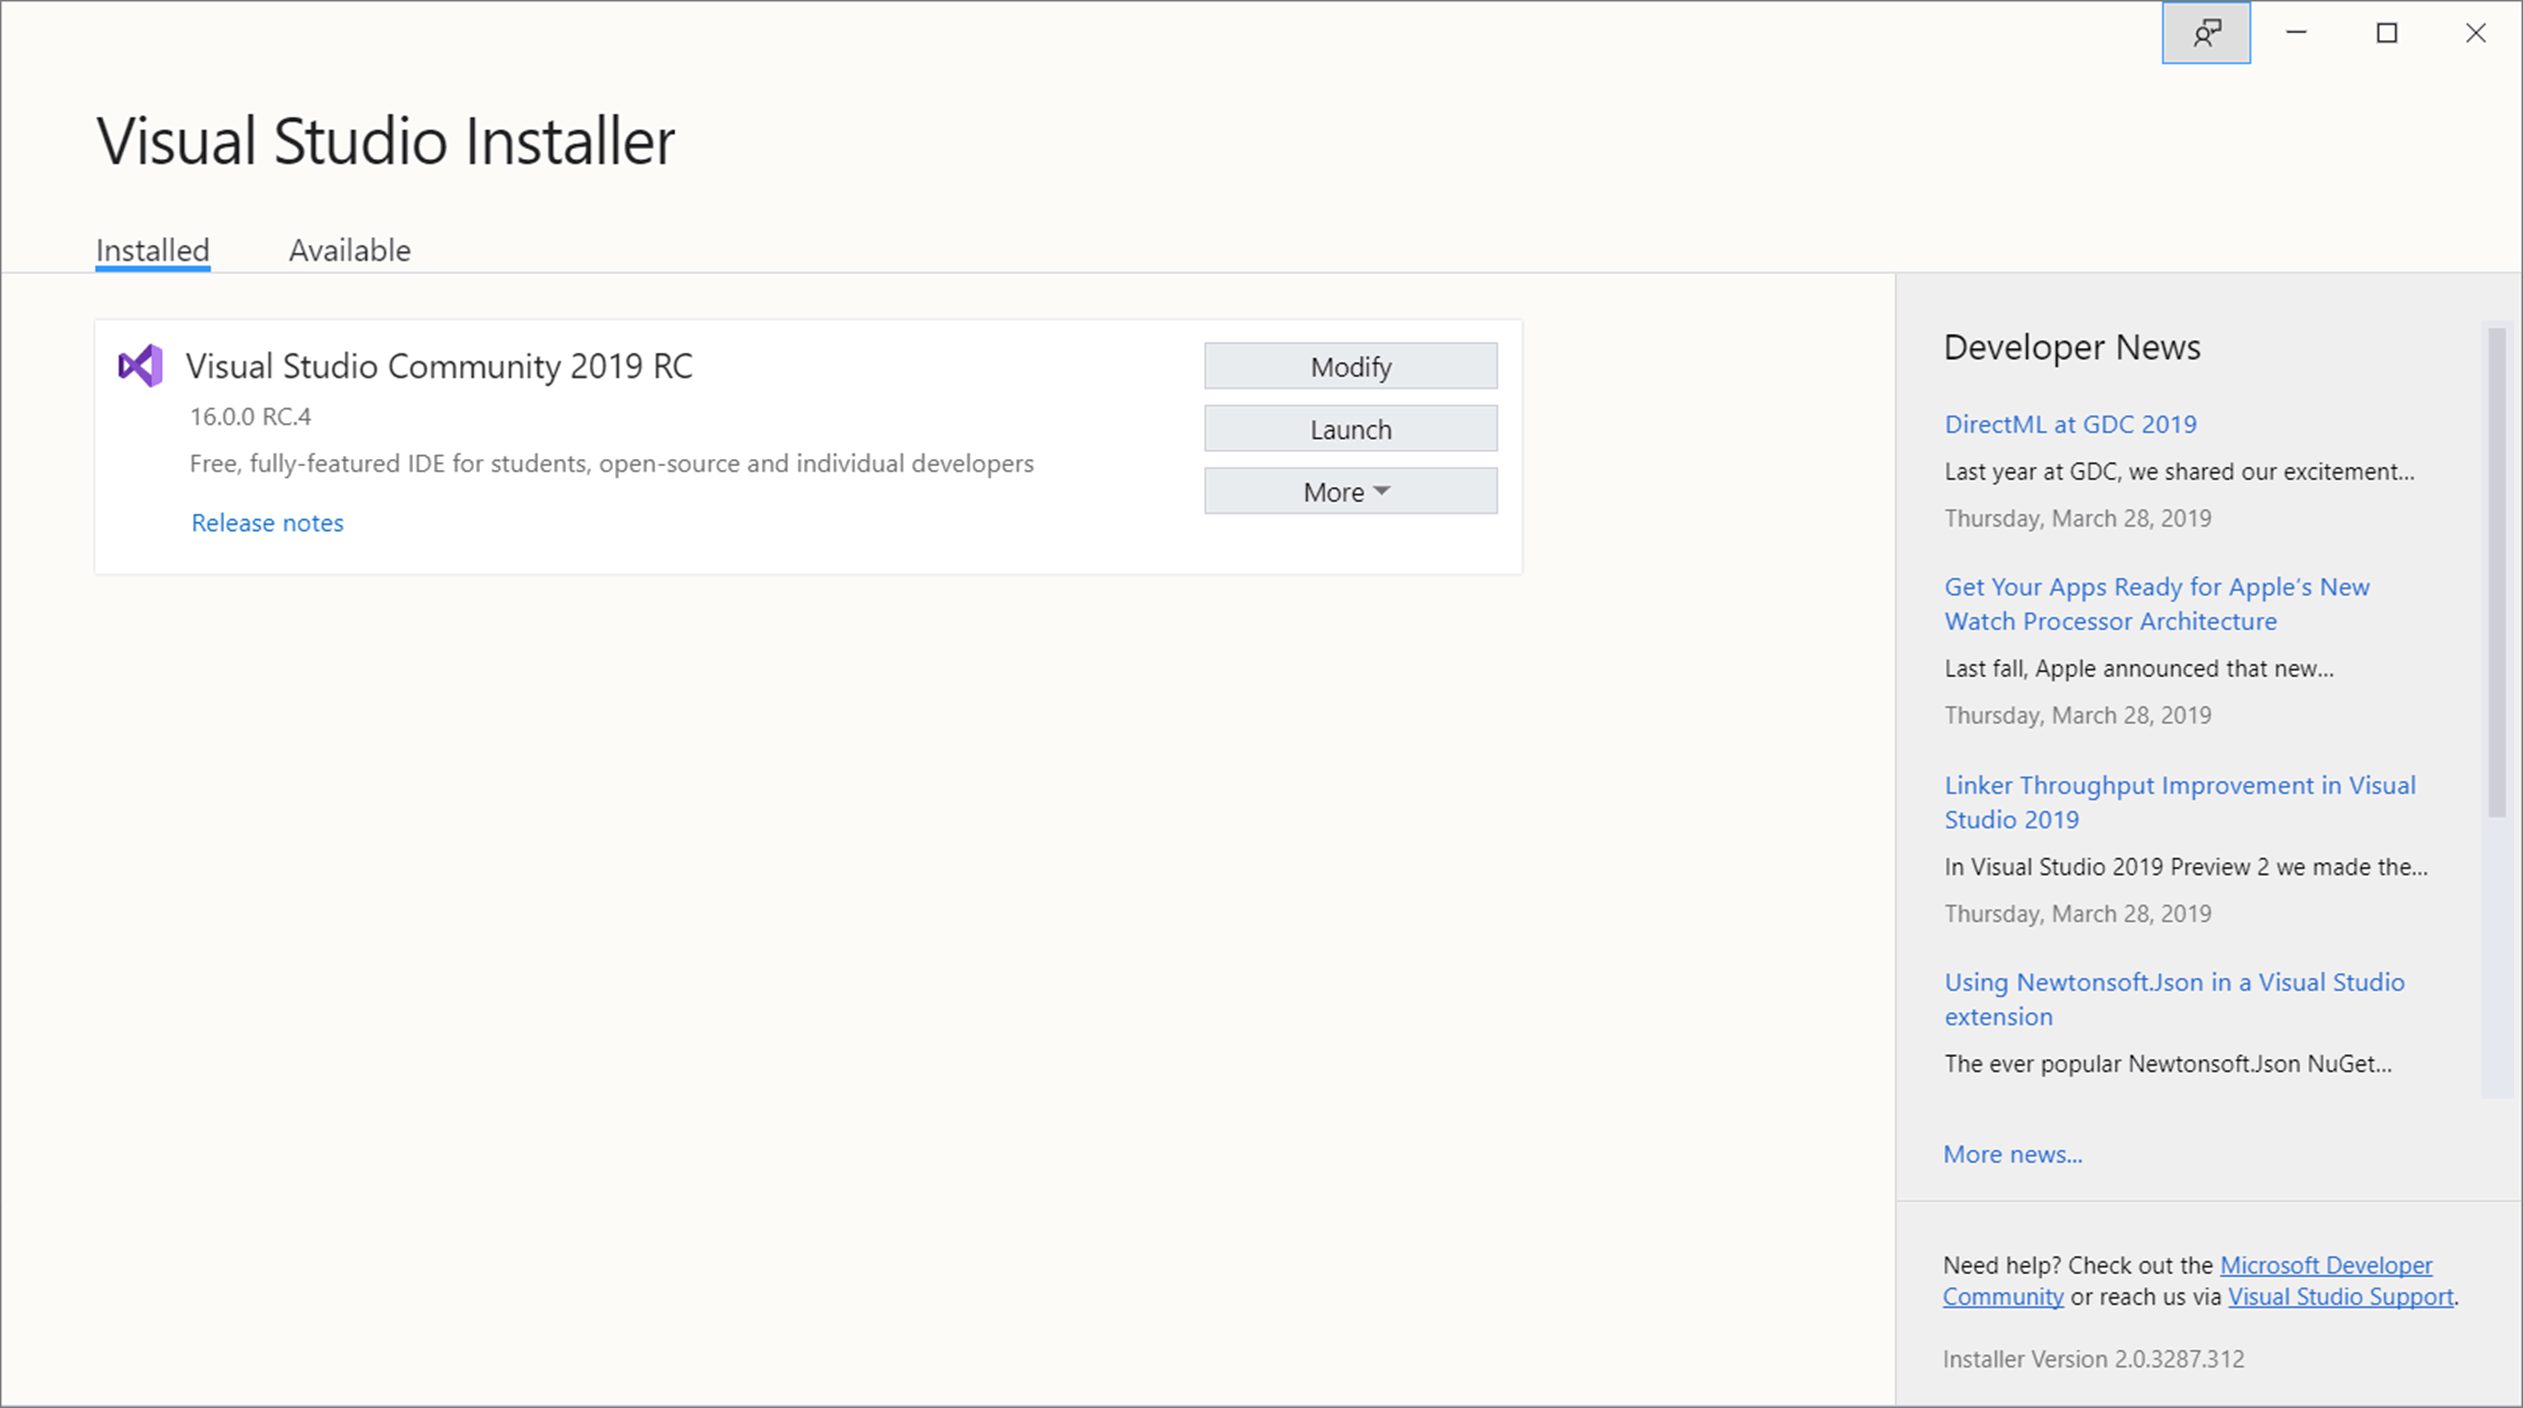 Visual Studio Installer
Installed
Available
Visual Studio Community 2019 RC
16.0.0 RC.4
Free, fully-featured IDE for students, open-source and individual developers
Release notes
Modify
Launch
More
Developer News
DirectML at GDC 2019
Last year at GDC, we shared our excitement...
Thursday, March 28, 2019
Get Your Apps Ready for Apple's New
Watch Processor Architecture
Last fall, Apple announced that new...
Thursday, March 28, 2019
Linker Throughput Improvement in Visual
Studio 2019
In Visual Studio 2019 Preview 2 we made the...
Thursday, March 28, 2019
Using Newtonsoft.Json in a Visual Studio
extension
The ever popular Newtonsoft.Json NuGet...
More news...
Need help? Check out the Microsoft Developer
Community or reach us via Visual Studio Support.
Installer Version 2.0.3287.312